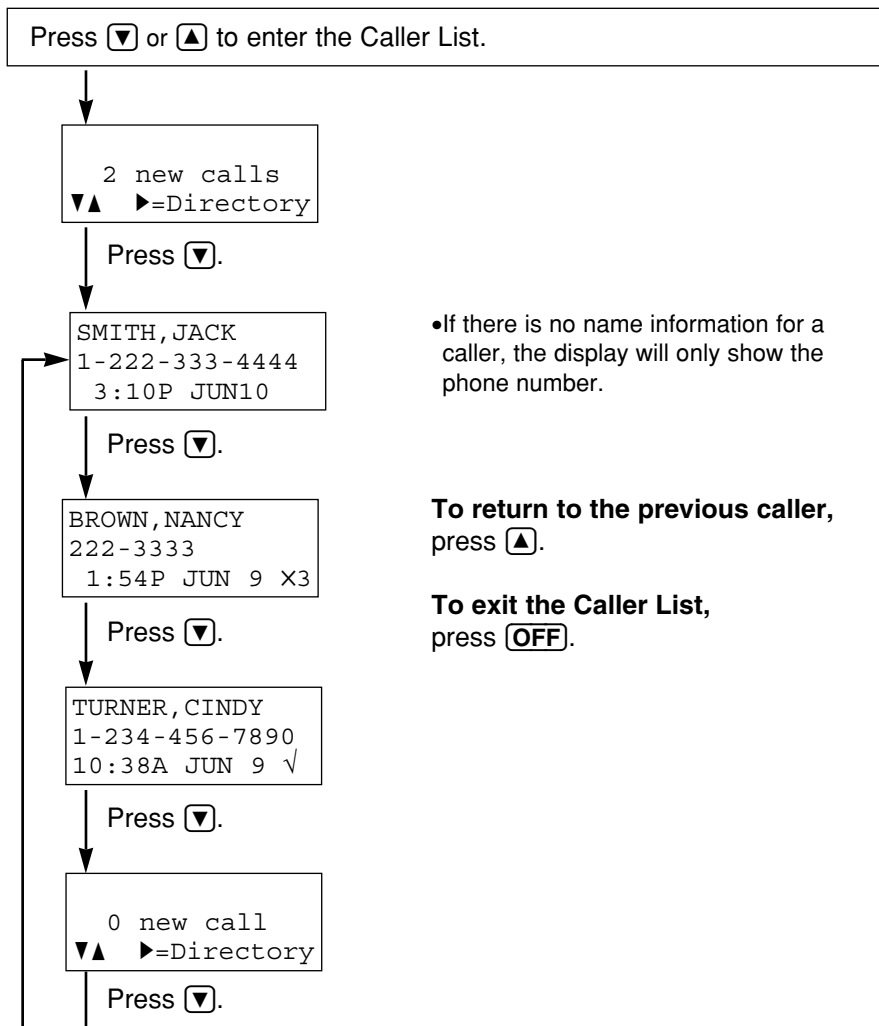 Press ▼ or ▲ to enter the Caller List.
2 new calls
▼▲ ►=Directory
Press ▼.
SMITH,JACK
1-222-333-4444
3:10P JUN10
•If there is no name information for a
caller, the display will only show the
phone number.
Press ▼.
BROWN,NANCY
222-3333
1:54P JUN 9 ×3
To return to the previous caller,
press ▲.
To exit the Caller List,
press OFF.
Press ▼.
TURNER,CINDY
1-234-456-7890
10:38A JUN 9 √
Press ▼.
0 new call
▼▲ ►=Directory
Press ▼.